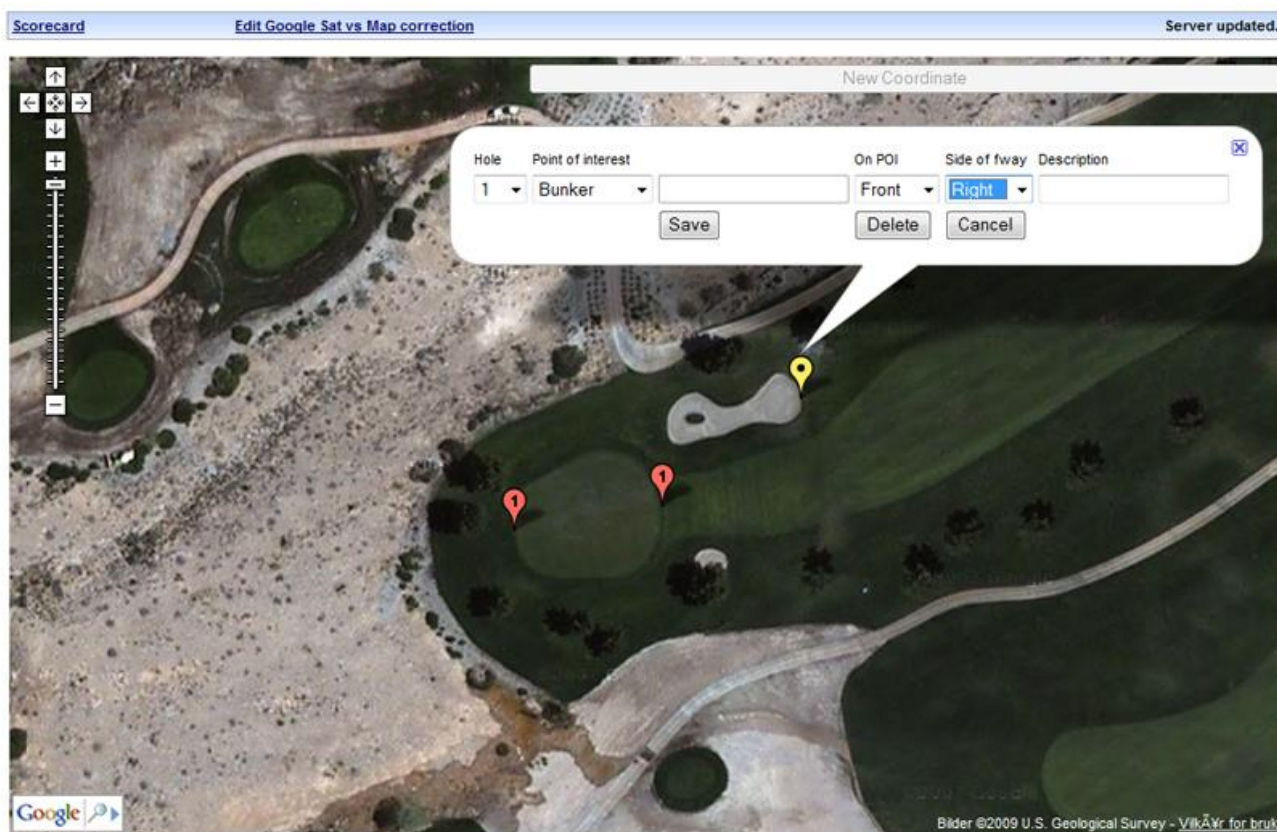 Scorecard Edit Google Sat vs Map correction Server updated.
New Coordinate
Hole Point of interest On POI Side of fway Description
1 Bunker Front Right
Save Delete Cancel
1
1
Google
Bilder ©2009 U.S. Geological Survey - VilkÃ¥r for bruk